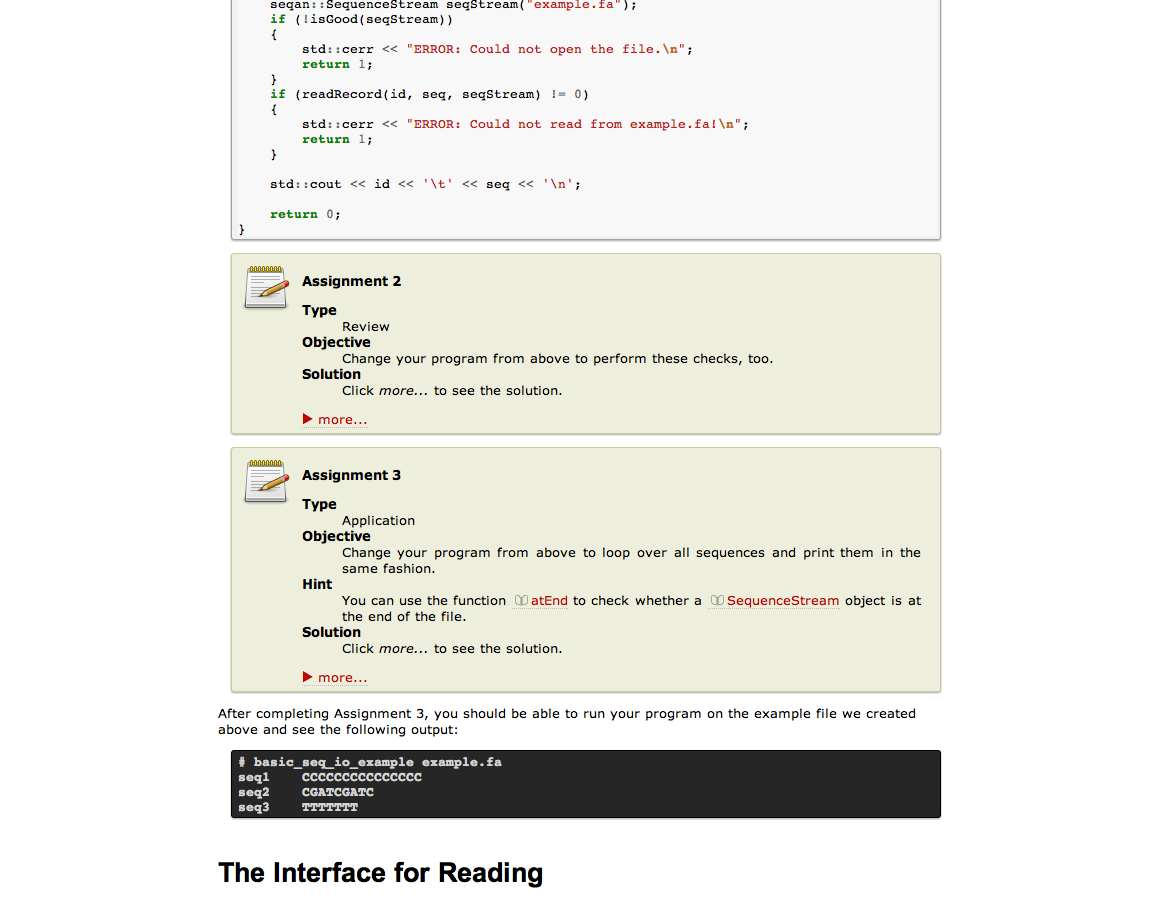 seqan::SequenceStream seqStream("example.fa");
if (!isGood(seqStream))
{
std::cerr << "ERROR: Could not open the file.\n";
return 1;
}
if (readRecord(id, seq, seqStream) != 0)
{
std::cerr << "ERROR: Could not read from example.fa!\n";
return 1;
}
std::cout << id << '\t' << seq << '\n';
return 0;
}
Assignment 2
Type
Review
Objective
Change your program from above to perform these checks, too.
Solution
Click more... to see the solution.
more...
Assignment 3
Type
Application
Objective
Change your program from above to loop over all sequences and print them in the
same fashion.
Hint
You can use the function atEnd to check whether a SequenceStream object is at
the end of the file.
Solution
Click more... to see the solution.
more...
After completing Assignment 3, you should be able to run your program on the example file we created
above and see the following output:
# basic_seq_io_example example.fa
seq1 CCCCCCCCCCCCCCC
seq2 CGATCGATC
seq3 TTTTTTT
The Interface for Reading